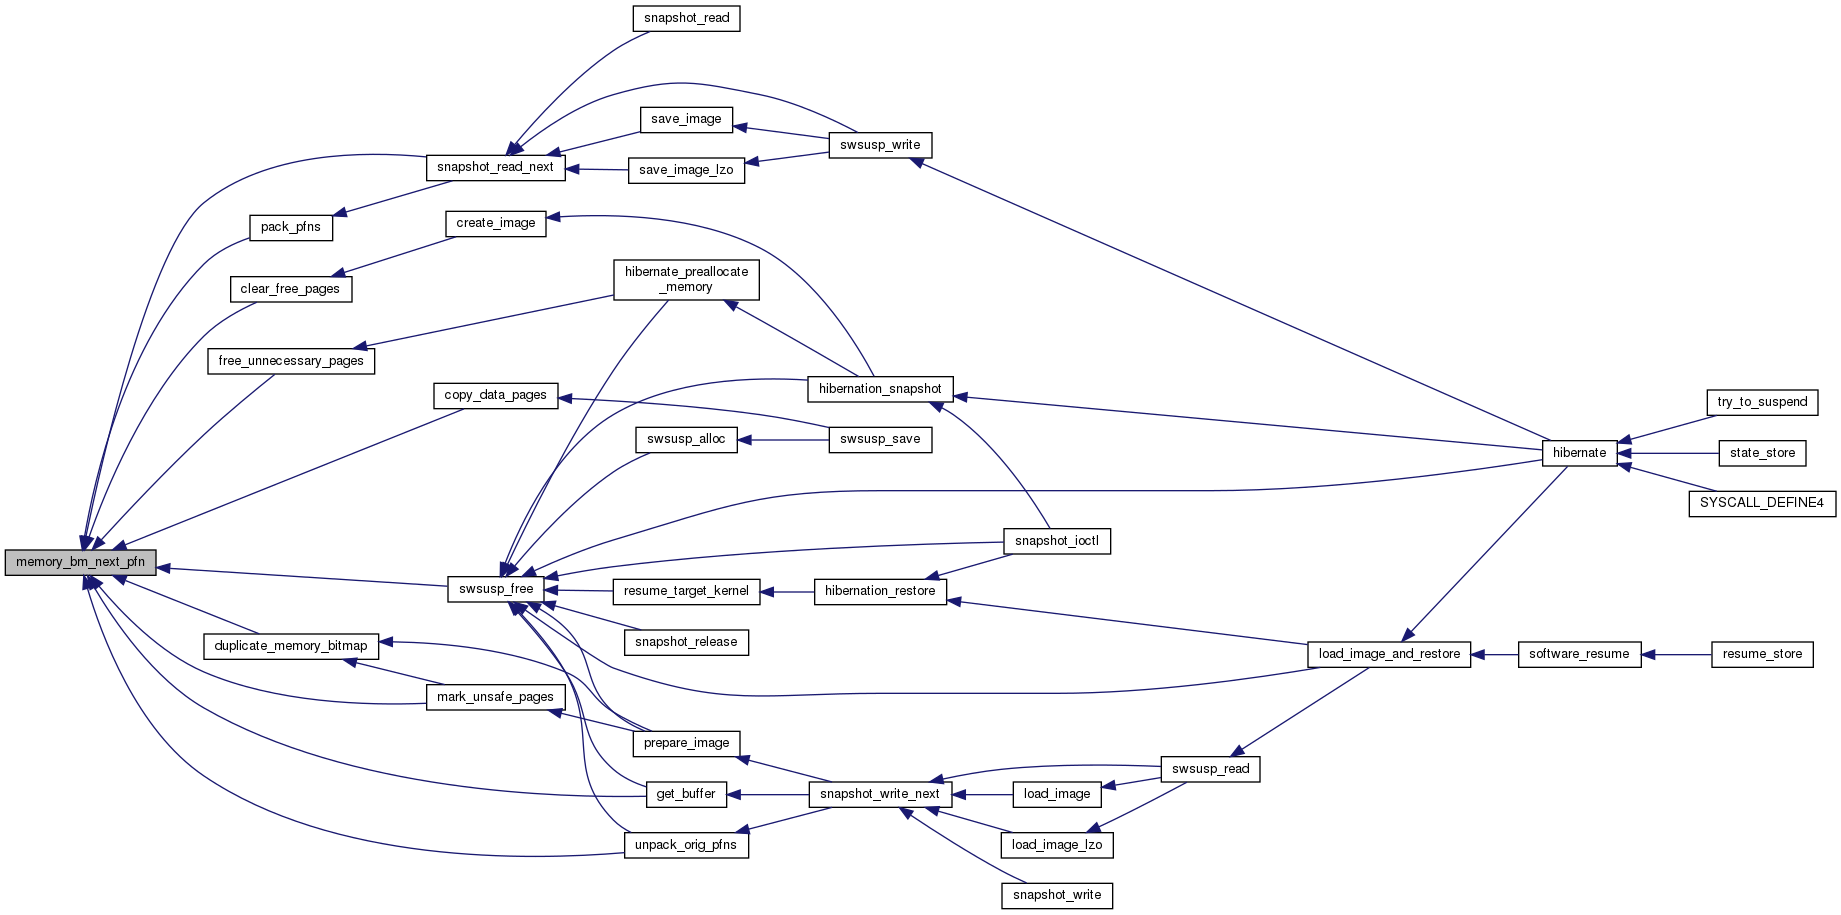 snapshot_read
save_image
swsusp_write
snapshot_read_next
save_image_lzo
pack_pfns
create_image
hibernate_preallocate
_memory
clear_free_pages
free_unnecessary_pages
hibernation_snapshot
copy_data_pages
try_to_suspend
swsusp_alloc
swsusp_save
hibernate
state_store
SYSCALL_DEFINE4
snapshot_ioctl
memory_bm_next_pfn
swsusp_free
resume_target_kernel
hibernation_restore
duplicate_memory_bitmap
snapshot_release
load_image_and_restore
software_resume
resume_store
mark_unsafe_pages
prepare_image
swsusp_read
get_buffer
snapshot_write_next
load_image
unpack_orig_pfns
load_image_lzo
snapshot_write